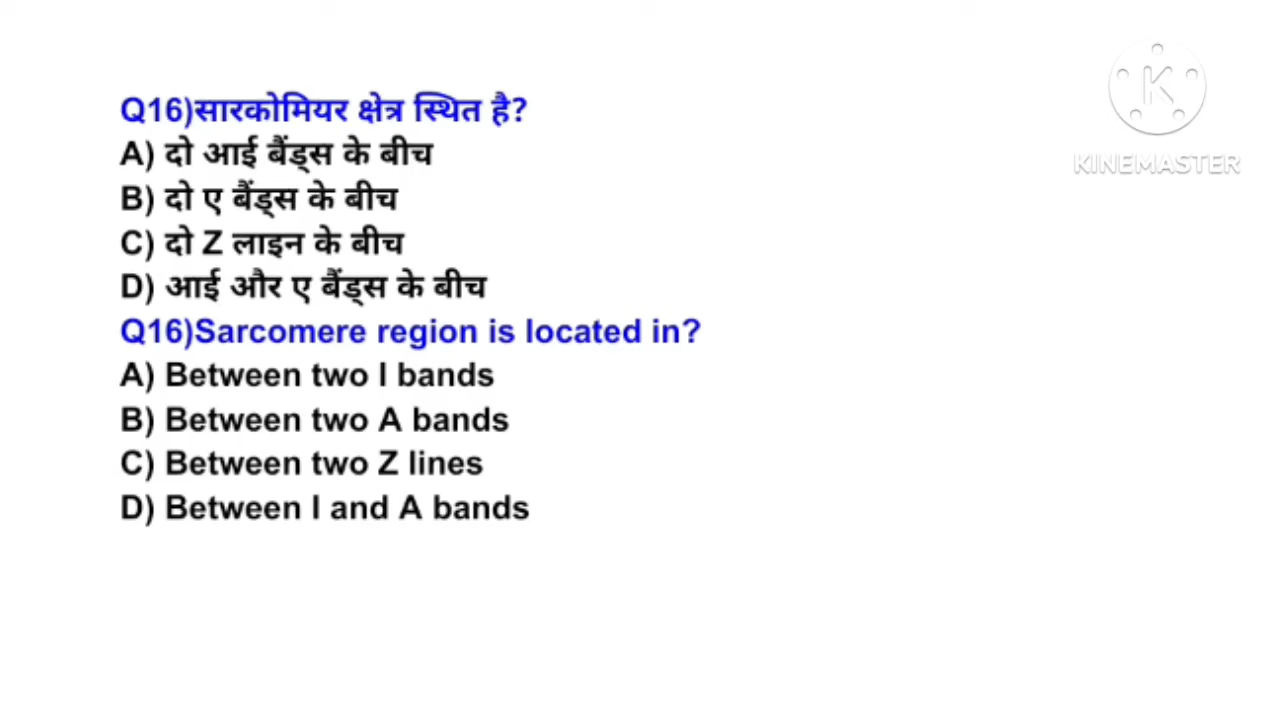 Q16)सारकोमियर क्षेत्र स्थित है?
A) दो आई बैंड्स के बीच
B) दो ए बैंड्स के बीच
C) दो Z लाइन के बीच
D) आई और ए बैंड्स के बीच
Q16)Sarcomere region is located in?
A) Between two I bands
B) Between two A bands
C) Between two Z lines
D) Between I and A bands
K
KINEMASTER